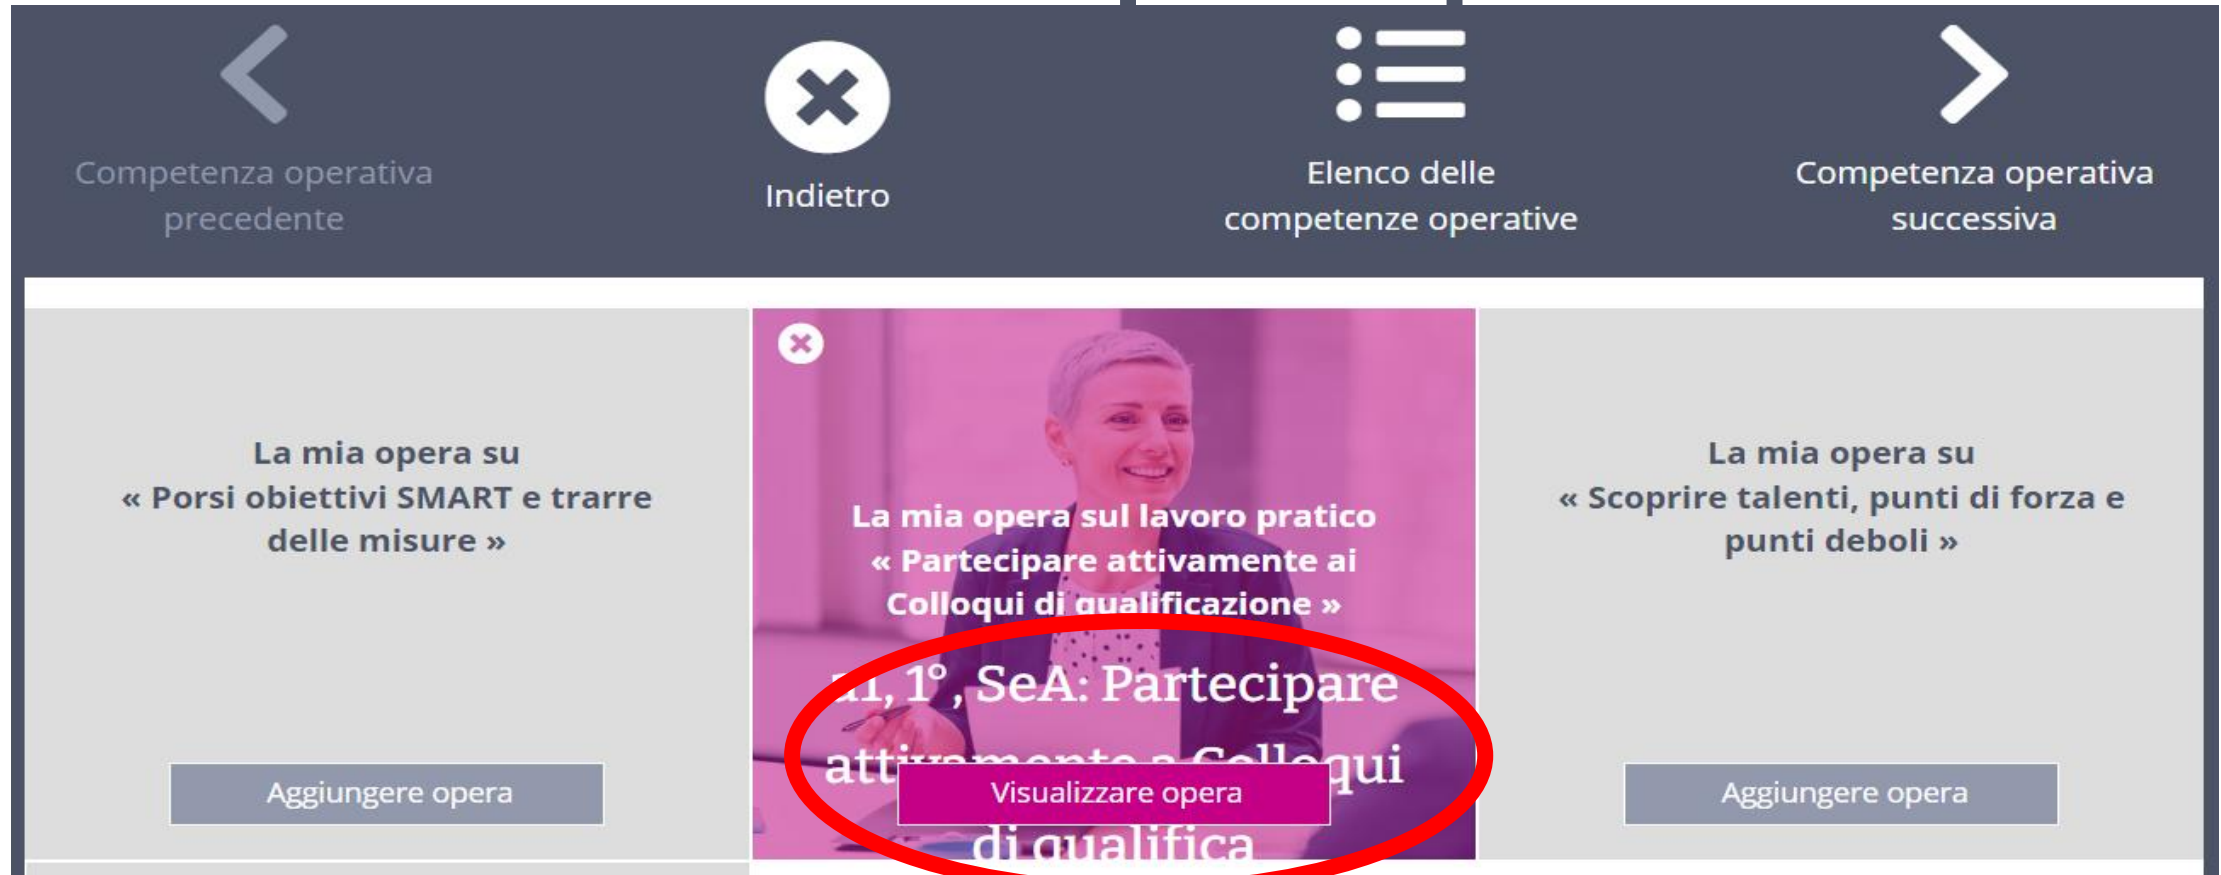 Competenza operativa
precedente
Indietro
Elenco delle
competenze operative
Competenza operativa
successiva
La mia opera su
« Porsi obiettivi SMART e trarre
delle misure »
Aggiungere opera
La mia opera sul lavoro pratico
« Partecipare attivamente ai
Colloqui di qualificazione »
a1, 1°, SeA: Partecipare
attivamente a Colloqui
di qualifica
Visualizzare opera
La mia opera su
« Scoprire talenti, punti di forza e
punti deboli »
Aggiungere opera